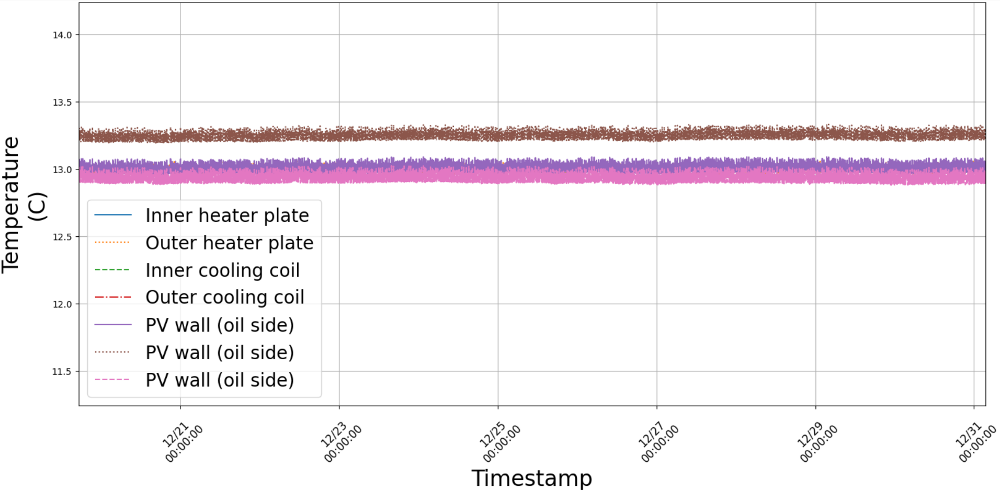 14.0
13.5
13.0
12.5
12.0
11.5
Temperature
(C)
Inner heater plate
Outer heater plate
Inner cooling coil
Outer cooling coil
PV wall (oil side)
PV wall (oil side)
PV wall (oil side)
12/21
00:00:00
12/23
00:00:00
12/25
00:00:00
12/27
00:00:00
12/29
00:00:00
12/31
00:00:00
Timestamp